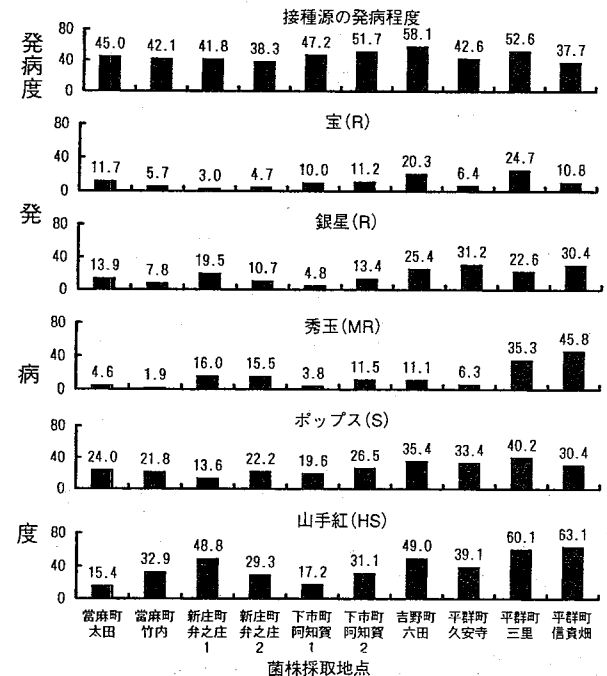 接種源の発病程度
発病度
80
40
0
45.0 42.1 41.8 38.3 47.2 51.7 58.1 42.6 52.6 37.7
宝(R)
80
40
0
11.7 5.7 3.0 4.7 10.0 11.2 20.3 6.4 24.7 10.8
発
銀星(R)
80
40
0
13.9 7.8 19.5 10.7 4.8 13.4 25.4 31.2 22.6 30.4
秀玉(MR)
80
40
0
4.6 1.9 16.0 15.5 3.8 11.5 11.1 6.3 35.3 45.8
病
ポップス(S)
80
40
0
24.0 21.8 13.6 22.2 19.6 26.5 35.4 33.4 40.2 30.4
度
山手紅(HS)
80
40
0
15.4 32.9 48.8 29.3 17.2 31.1 49.0 39.1 60.1 63.1
當麻町 當麻町 新庄町 新庄町 下市町 下市町 吉野町 平群町 平群町 平群町
太田 竹内 弁之庄 弁之庄 阿知賀 阿知賀 六田 久安寺 三里 信貴畑
1 2 1 2
菌株採取地点